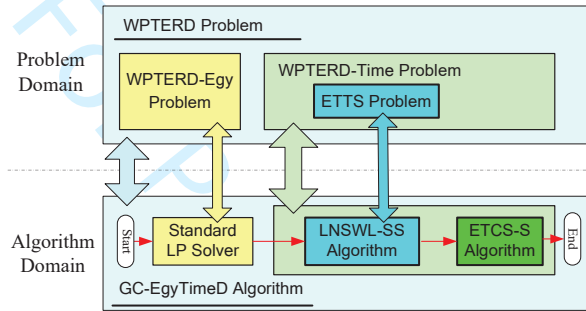 WPTERD Problem
Problem
Domain
WPTERD-Egy
Problem
WPTERD-Time Problem
ETTS Problem
Algorithm
Domain
Start
Standard
LP Solver
LNSWL-SS
Algorithm
ETCS-S
Algorithm
End
GC-EgyTimeD Algorithm